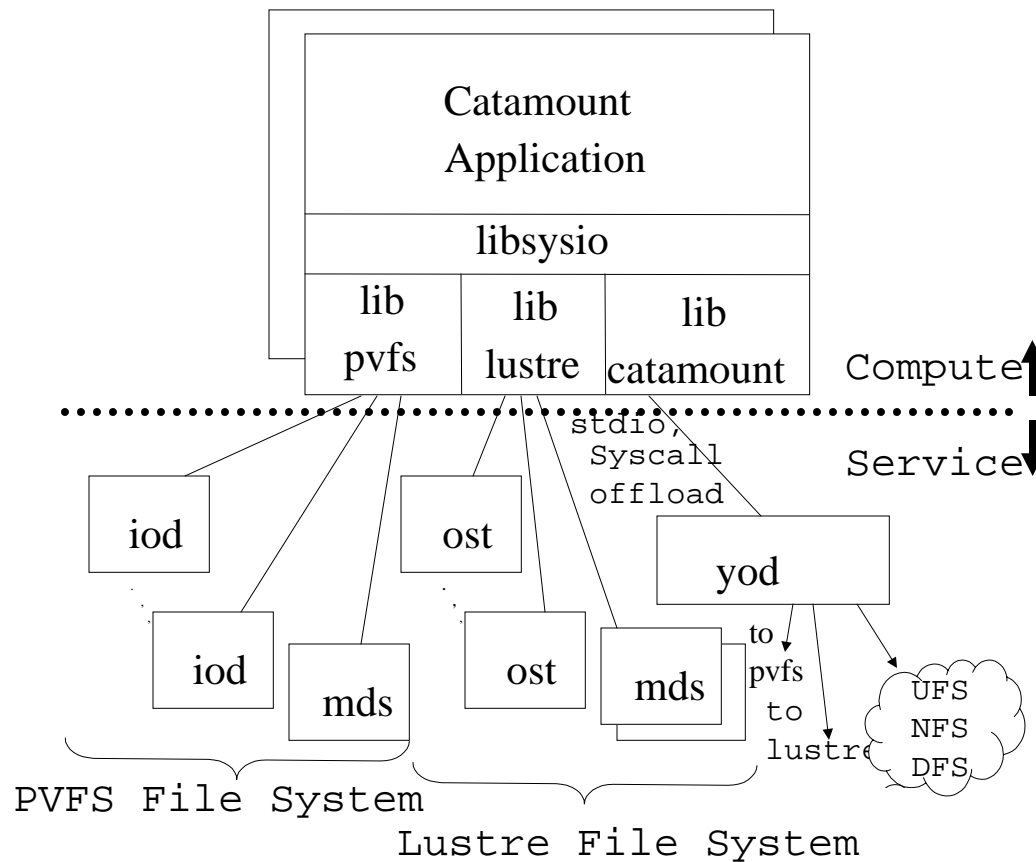 Catamount
Application
libsysio
lib
pvfs
lib
lustre
lib
catamount
Compute
stdio,
Syscall
offload
Service
iod
ost
yod
iod
mds
ost
mds
to
pvfs
to
lustre
UFS
NFS
DFS
PVFS File System
Lustre File System